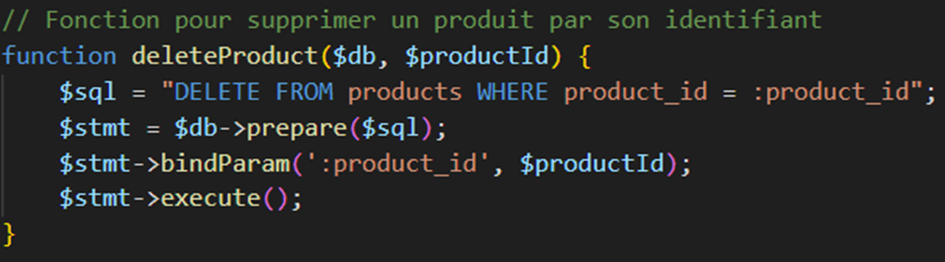 // Fonction pour supprimer un produit par son identifiant
function deleteProduct($db, $productId) {
    $sql = "DELETE FROM products WHERE product_id = :product_id";
    $stmt = $db->prepare($sql);
    $stmt->bindParam(':product_id', $productId);
    $stmt->execute();
}